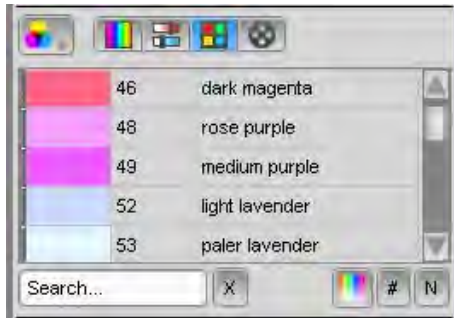 46 dark magenta
48 rose purple
49 medium purple
52 light lavender
53 paler lavender
Search... X # N